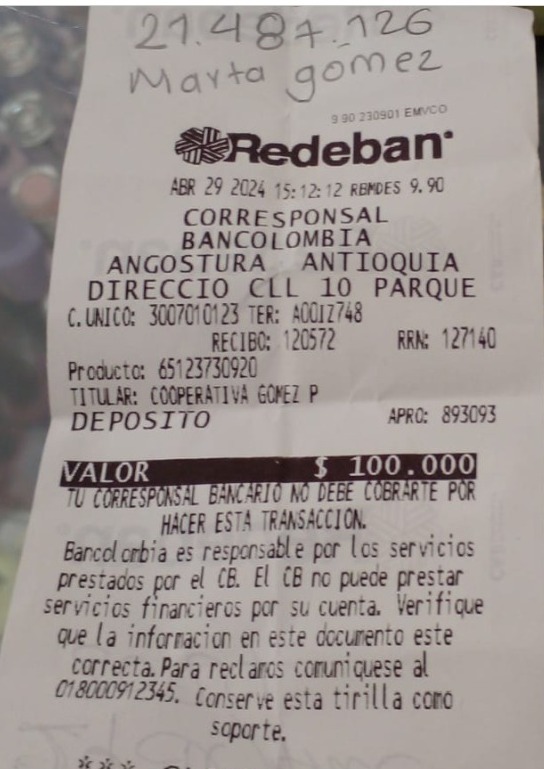 21.487.126
Marta gomez
9.90 230901 EMVCO
Redeban
ABR 29 2024 15:12:12 RBMDES 9.90
CORRESPONSAL
BANCOLOMBIA
ANGOSTURA ANTIOQUIA
DIRECCIO CLL 10 PARQUE
C.UNICO: 3007010123 TER: A00IZ748
RECIBO: 120572 RRN: 127140
Producto: 65123730920
TITULAR: COOPERATIVA GOMEZ P
DEPOSITO APRO: 893093
VALOR $ 100.000
TU CORRESPONSAL BANCARIO NO DEBE COBRARTE POR
HACER ESTA TRANSACCION.
Bancolombia es responsable por los servicios
prestados por el CB. El CB no puede prestar
servicios financieros por su cuenta. Verifique
que la informacion en este documento este
correcta.Para reclamos comuniquese al
018000912345. Conserve esta tirilla como
soporte.
***